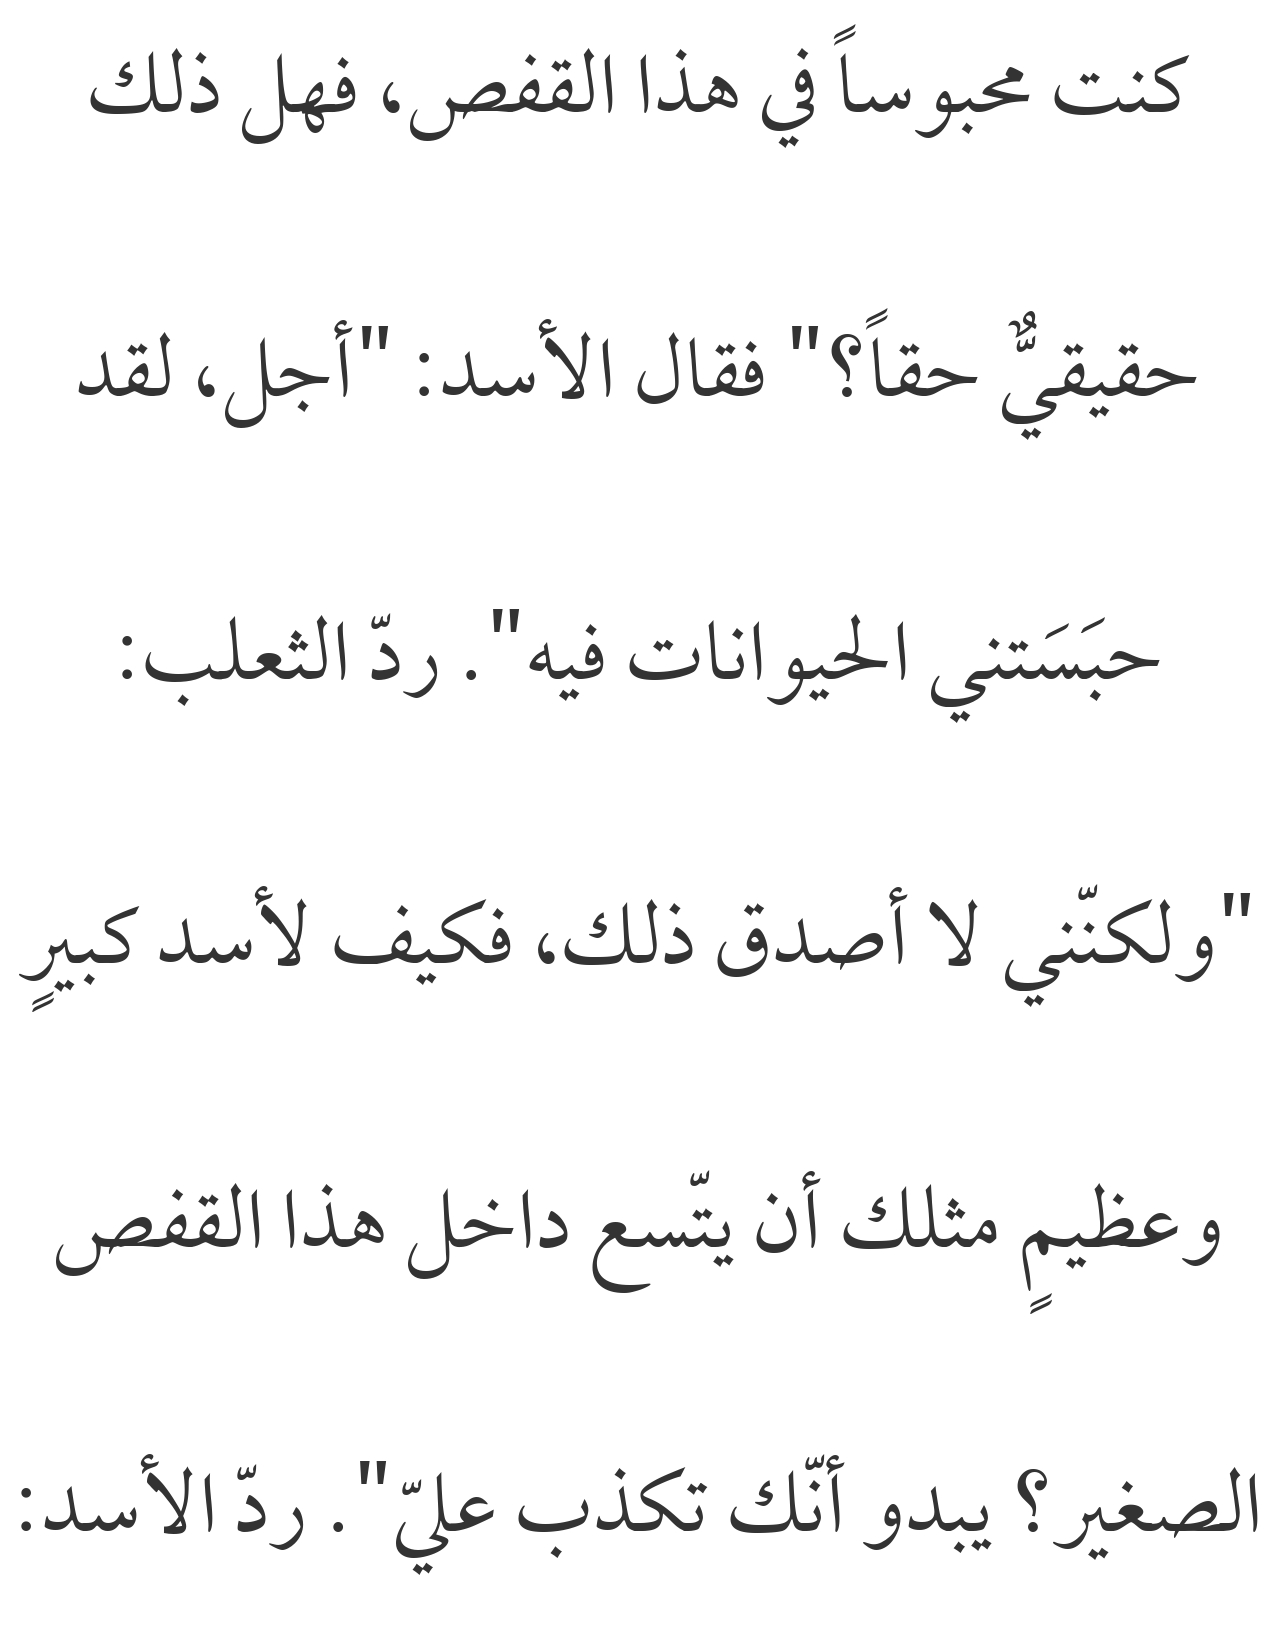 كنت محبوساً في هذا القفص، فهل ذلك
حقيقيٌّ حقاً؟" فقال الأسد: "أجل، لقد
حبَسَتني الحيوانات فيه". ردّ الثعلب:
"ولكنّني لا أصدق ذلك، فكيف لأسد كبيرٍ
وعظيمٍ مثلك أن يتّسع داخل هذا القفص
الصغير؟ يبدو أنّك تكذب عليّ". ردّ الأسد: